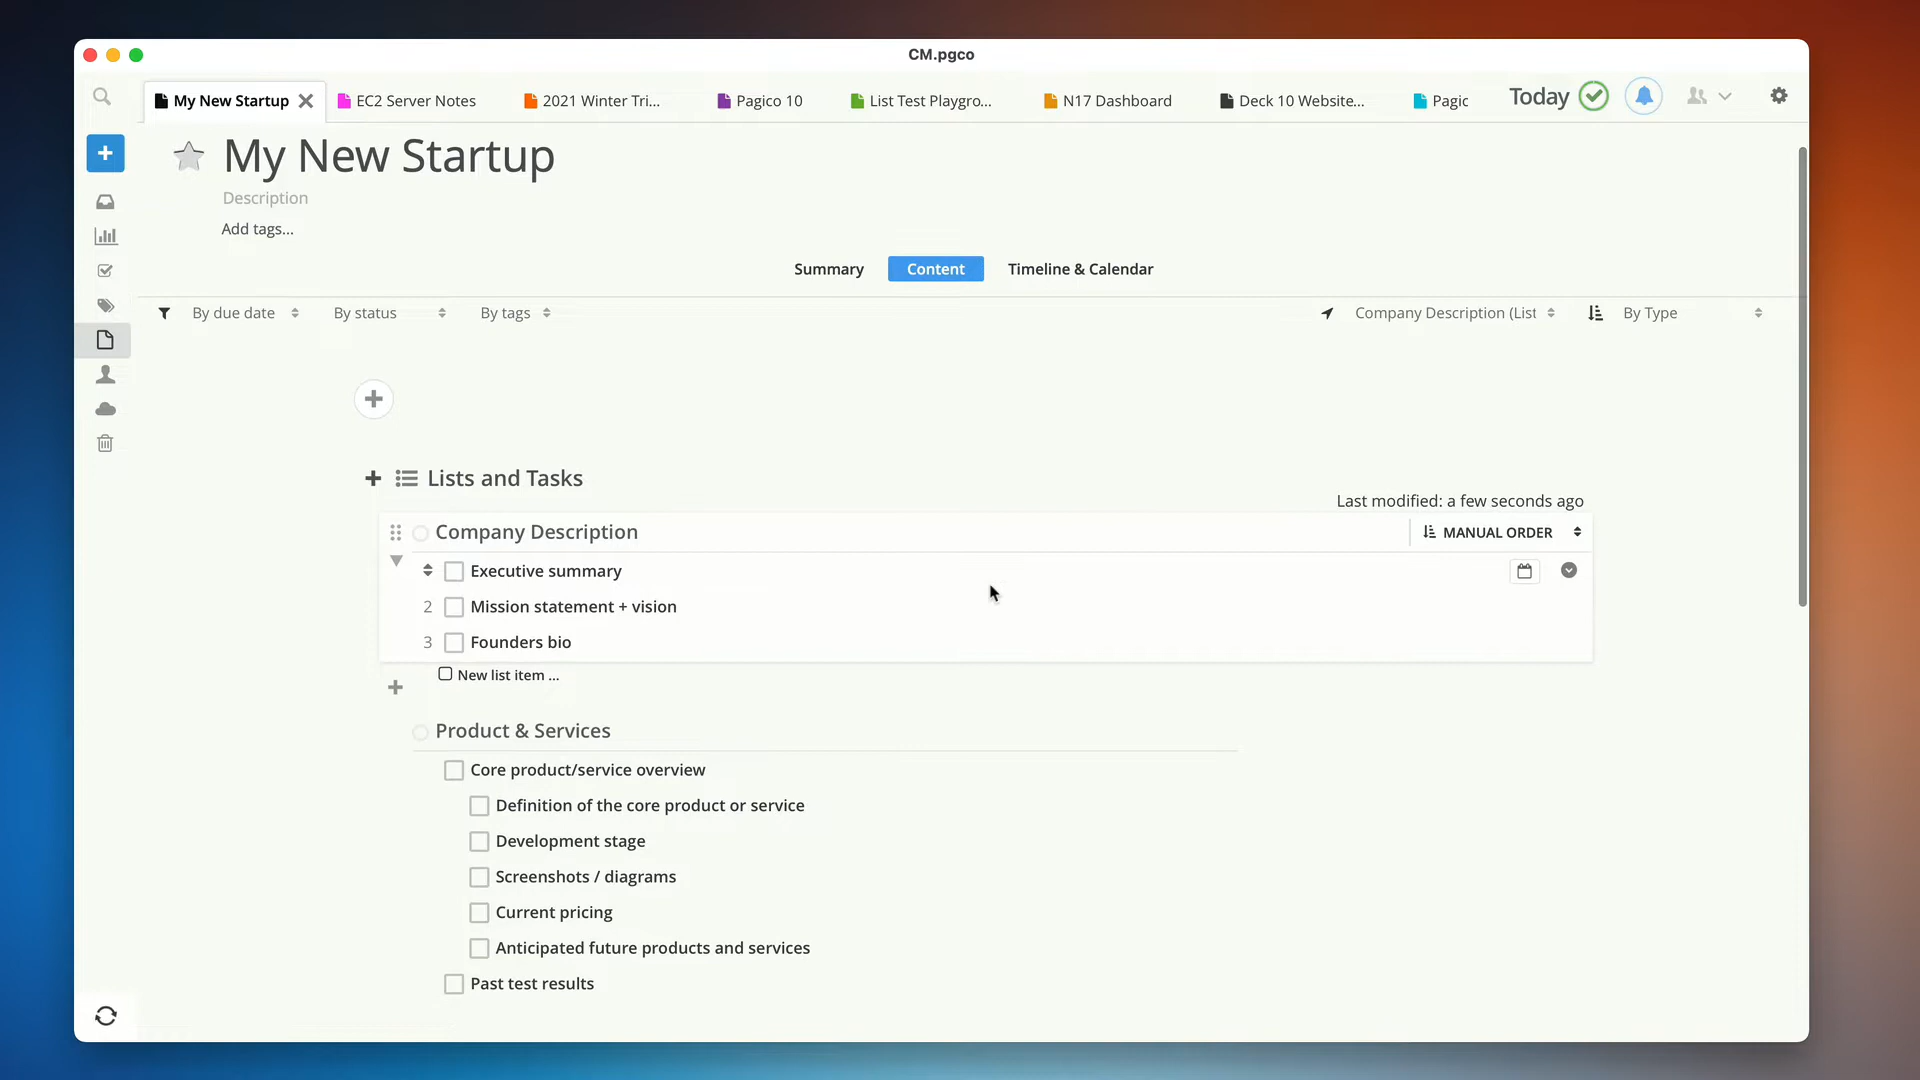 CM.pgco
My New Startup
EC2 Server Notes
2021 Winter Tri...
Pagico 10
List Test Playgro...
N17 Dashboard
Deck 10 Website...
Pagic
Today
My New Startup
Description
Add tags...
Summary
Content
Timeline & Calendar
By due date
By status
By tags
Company Description (List
By Type
Lists and Tasks
Last modified: a few seconds ago
Company Description
MANUAL ORDER
Executive summary
2 Mission statement + vision
3 Founders bio
New list item ...
Product & Services
Core product/service overview
Definition of the core product or service
Development stage
Screenshots / diagrams
Current pricing
Anticipated future products and services
Past test results